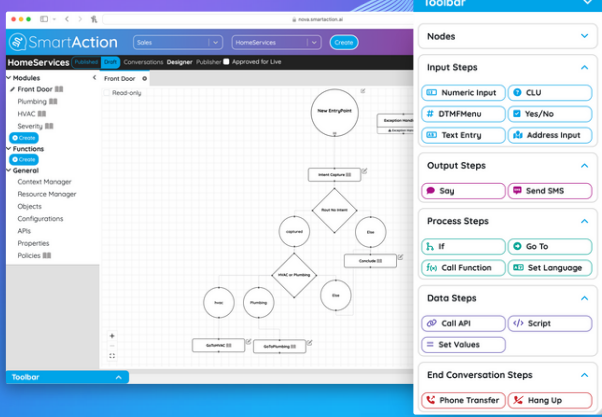 Toolbar
nova.smartaction.ai
SmartAction
Sales
HomeServices
Create
HomeServices
Published
Draft
Conversations
Designer
Publisher
Approved for Live
Modules
Front Door
Plumbing
HVAC
Severity
Create
Functions
Create
General
Context Manager
Resource Manager
Objects
Configurations
APIs
Properties
Policies
Front Door
Read-only
New EntryPoint
Exception Handl
Exception Handl
Intent Capture
Rout No Intent
captured
Else
Conclude
HVAC or Plumbing
hvac
Plumbing
Else
GoToHVAC
GoToPlumbing
Toolbar
Nodes
Input Steps
Numeric Input
CLU
# DTMFMenu
Yes/No
Text Entry
Address Input
Output Steps
Say
Send SMS
Process Steps
If
Go To
f(x) Call Function
Set Language
Data Steps
Call API
</> Script
= Set Values
End Conversation Steps
Phone Transfer
Hang Up